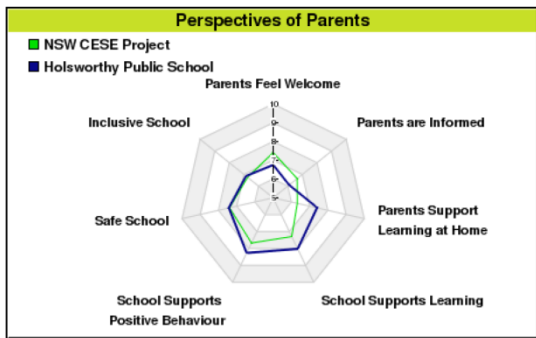 Perspectives of Parents
NSW CESE Project
Holsworthy Public School
Parents Feel Welcome
10
9
8
7
6
5
Inclusive School
Parents are Informed
Safe School
Parents Support
Learning at Home
School Supports
Positive Behaviour
School Supports Learning